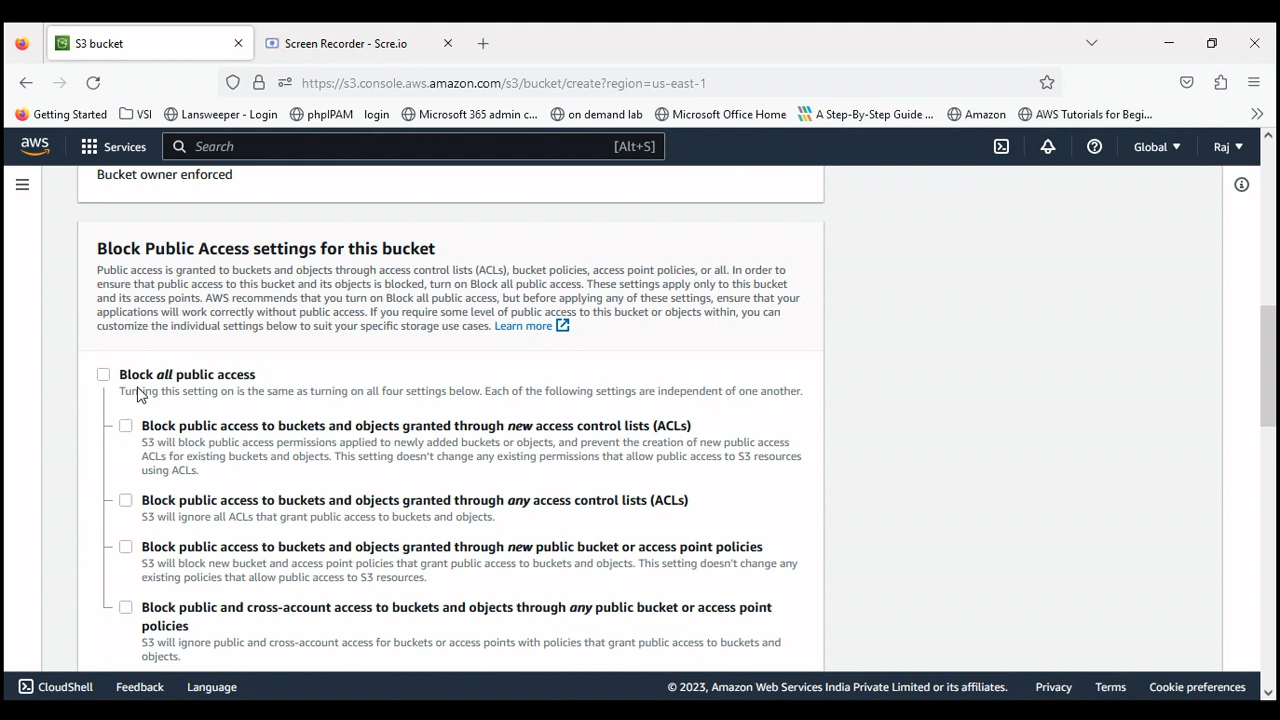 S3 bucket
Screen Recorder - Scre.io
https://s3.console.aws.amazon.com/s3/bucket/create?region=us-east-1
Getting Started
VSI
Lansweeper - Login
phpIPAM login
Microsoft 365 admin c...
on demand lab
Microsoft Office Home
A Step-By-Step Guide ...
Amazon
AWS Tutorials for Begi...
aws
Services
Search
[Alt+S]
Global
Raj
Bucket owner enforced
Block Public Access settings for this bucket
Public access is granted to buckets and objects through access control lists (ACLs), bucket policies, access point policies, or all. In order to
ensure that public access to this bucket and its objects is blocked, turn on Block all public access. These settings apply only to this bucket
and its access points. AWS recommends that you turn on Block all public access, but before applying any of these settings, ensure that your
applications will work correctly without public access. If you require some level of public access to this bucket or objects within, you can
customize the individual settings below to suit your specific storage use cases. Learn more
Block all public access
Turning this setting on is the same as turning on all four settings below. Each of the following settings are independent of one another.
Block public access to buckets and objects granted through new access control lists (ACLs)
S3 will block public access permissions applied to newly added buckets or objects, and prevent the creation of new public access
ACLs for existing buckets and objects. This setting doesn't change any existing permissions that allow public access to S3 resources
using ACLs.
Block public access to buckets and objects granted through any access control lists (ACLs)
S3 will ignore all ACLs that grant public access to buckets and objects.
Block public access to buckets and objects granted through new public bucket or access point policies
S3 will block new bucket and access point policies that grant public access to buckets and objects. This setting doesn't change any
existing policies that allow public access to S3 resources.
Block public and cross-account access to buckets and objects through any public bucket or access point
policies
S3 will ignore public and cross-account access for buckets or access points with policies that grant public access to buckets and
objects.
CloudShell
Feedback
Language
© 2023, Amazon Web Services India Private Limited or its affiliates.
Privacy
Terms
Cookie preferences